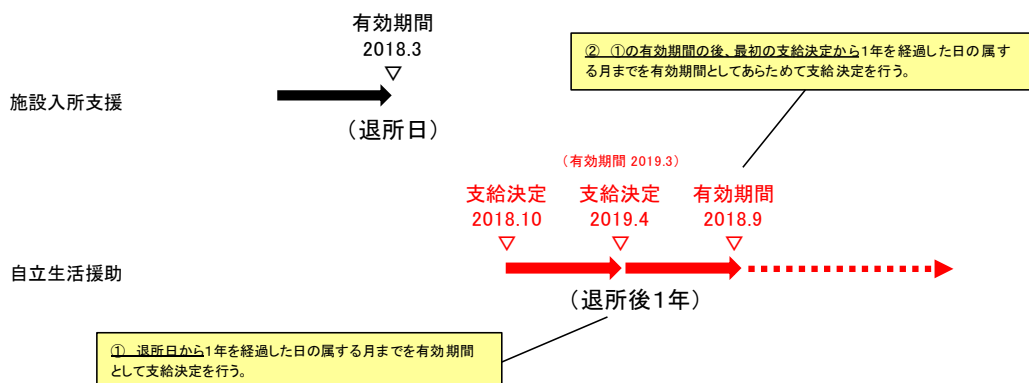 有効期間
2018.3
▽
② ①の有効期間の後、最初の支給決定から1年を経過した日の属す
る月までを有効期間としてあらためて支給決定を行う。
施設入所支援
（退所日）
（有効期間 2019.3）
支給決定 支給決定 有効期間
2018.10 2019.4 2018.9
▽ ▽ ▽
自立生活援助
（退所後1年）
① 退所日から1年を経過した日の属する月までを有効期間
として支給決定を行う。